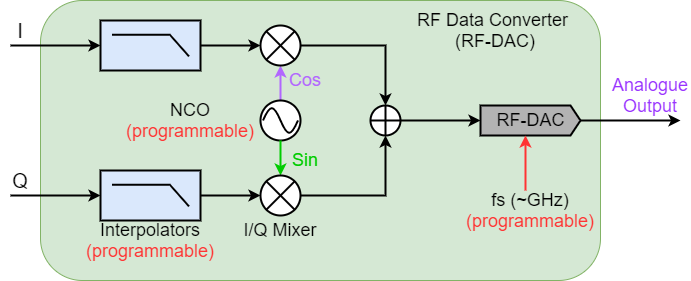 I
RF Data Converter
(RF-DAC)
Cos
NCO
(programmable)
Analogue
Output
RF-DAC
Sin
Q
fs (~GHz)
(programmable)
Interpolators
(programmable)
I/Q Mixer